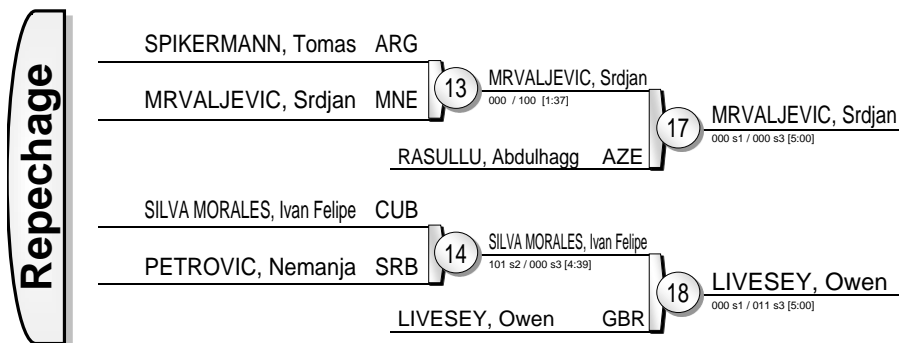 Repechage
SPIKERMANN, Tomas ARG
MRVALJEVIC, Srdjan MNE
13
MRVALJEVIC, Srdjan
000 / 100 [1:37]
RASULLU, Abdulhagg AZE
17
MRVALJEVIC, Srdjan
000 s1 / 000 s3 [5:00]
SILVA MORALES, Ivan Felipe CUB
PETROVIC, Nemanja SRB
14
SILVA MORALES, Ivan Felipe
101 s2 / 000 s3 [4:39]
LIVESEY, Owen GBR
18
LIVESEY, Owen
000 s1 / 011 s3 [5:00]